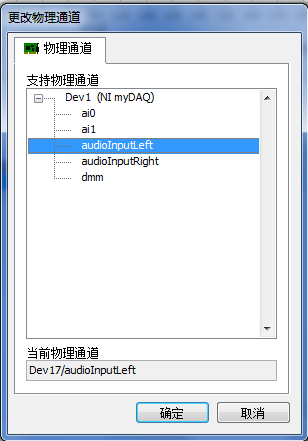 更改物理通道
物理通道
支持物理通道
Dev1 (NI myDAQ)
ai0
ai1
audioInputLeft
audioInputRight
dmm
当前物理通道
Dev17/audioInputLeft
确定
取消